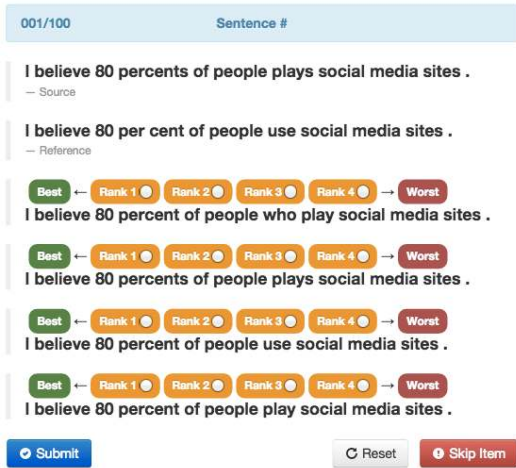 001/100 Sentence #
I believe 80 percents of people plays social media sites .
— Source
I believe 80 per cent of people use social media sites .
— Reference
Best ← Rank 1 Rank 2 Rank 3 Rank 4 → Worst
I believe 80 percent of people who play social media sites .
Best ← Rank 1 Rank 2 Rank 3 Rank 4 → Worst
I believe 80 percents of people plays social media sites .
Best ← Rank 1 Rank 2 Rank 3 Rank 4 → Worst
I believe 80 percent of people use social media sites .
Best ← Rank 1 Rank 2 Rank 3 Rank 4 → Worst
I believe 80 percent of people play social media sites .
Submit Reset Skip Item